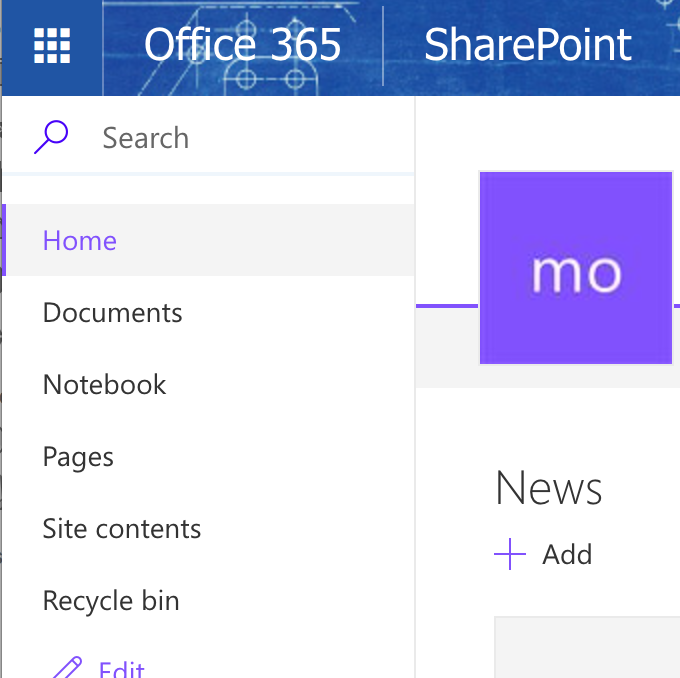 Office 365 SharePoint
Search
Home
Documents
Notebook
Pages
Site contents
Recycle bin
Edit
mo
News
Add